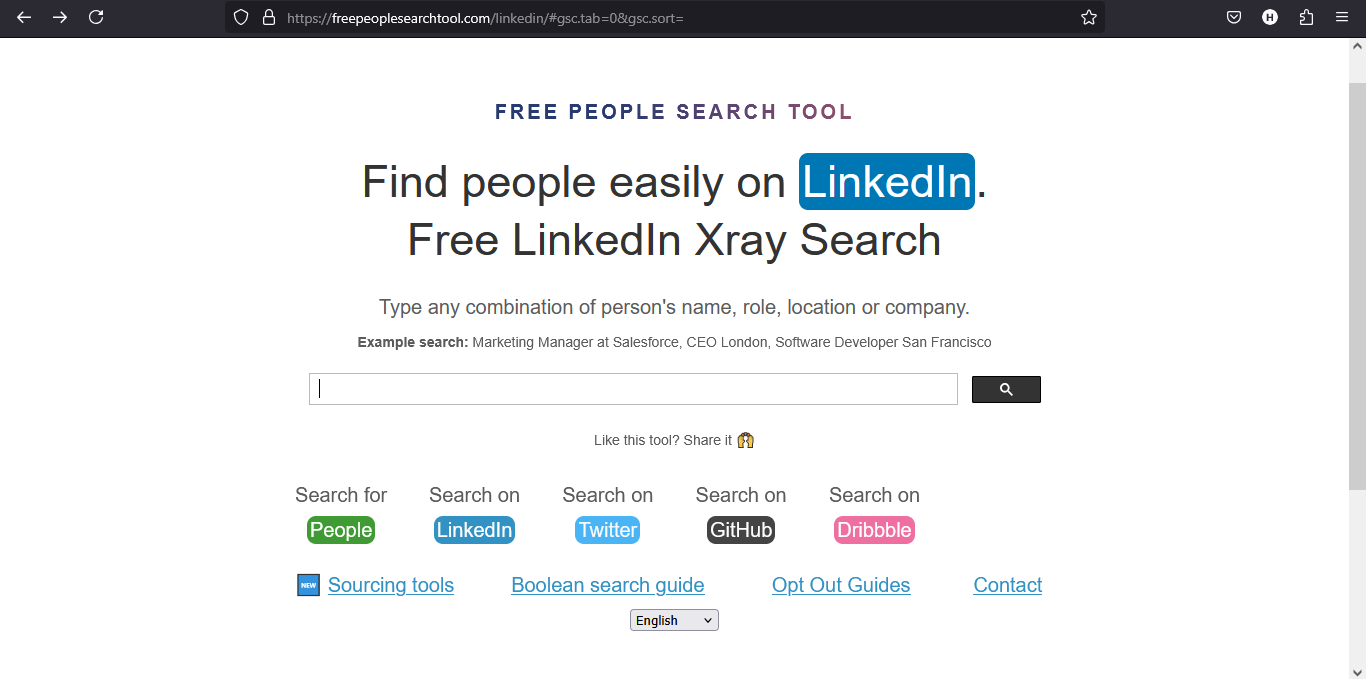 https://freepeoplesearchtool.com/linkedin/#gsc.tab=0&gsc.sort=
H
FREE PEOPLE SEARCH TOOL
Find people easily on LinkedIn.
Free LinkedIn Xray Search
Type any combination of person's name, role, location or company.
Example search: Marketing Manager at Salesforce, CEO London, Software Developer San Francisco
Like this tool? Share it
Search for Search on Search on Search on Search on
People LinkedIn Twitter GitHub Dribbble
NEW Sourcing tools Boolean search guide Opt Out Guides Contact
English